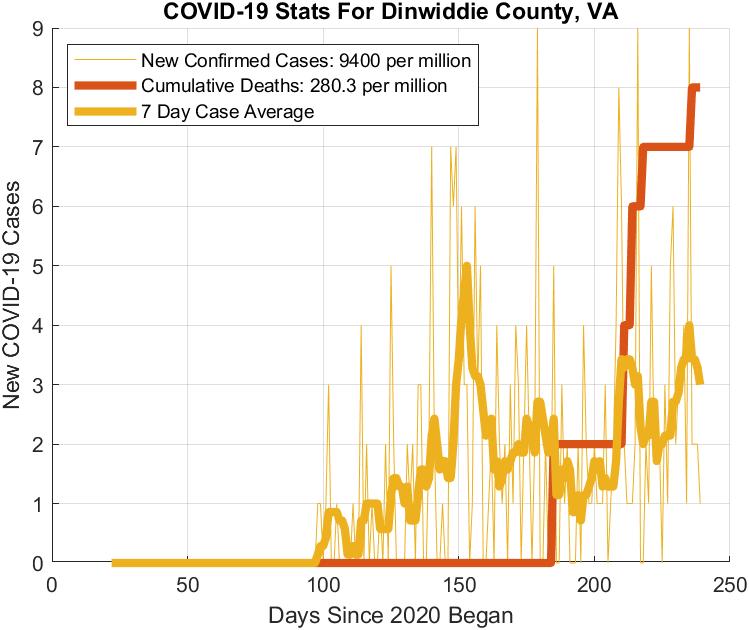 COVID-19 Stats For Dinwiddie County, VA
New Confirmed Cases: 9400 per million
Cumulative Deaths: 280.3 per million
7 Day Case Average
New COVID-19 Cases
9
8
7
6
5
4
3
2
1
0
0 50 100 150 200 250
Days Since 2020 Began